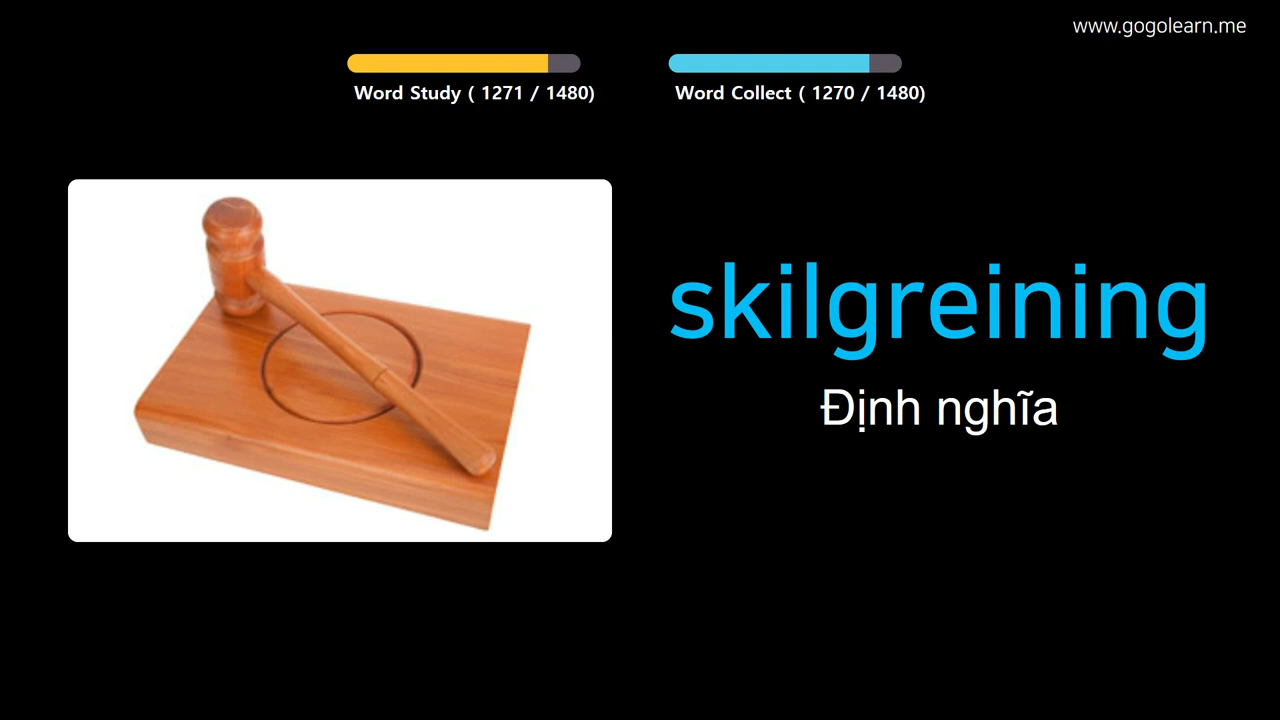 www.gogolearn.me
Word Study ( 1271 / 1480)
Word Collect ( 1270 / 1480)
skilgreining
Định nghĩa